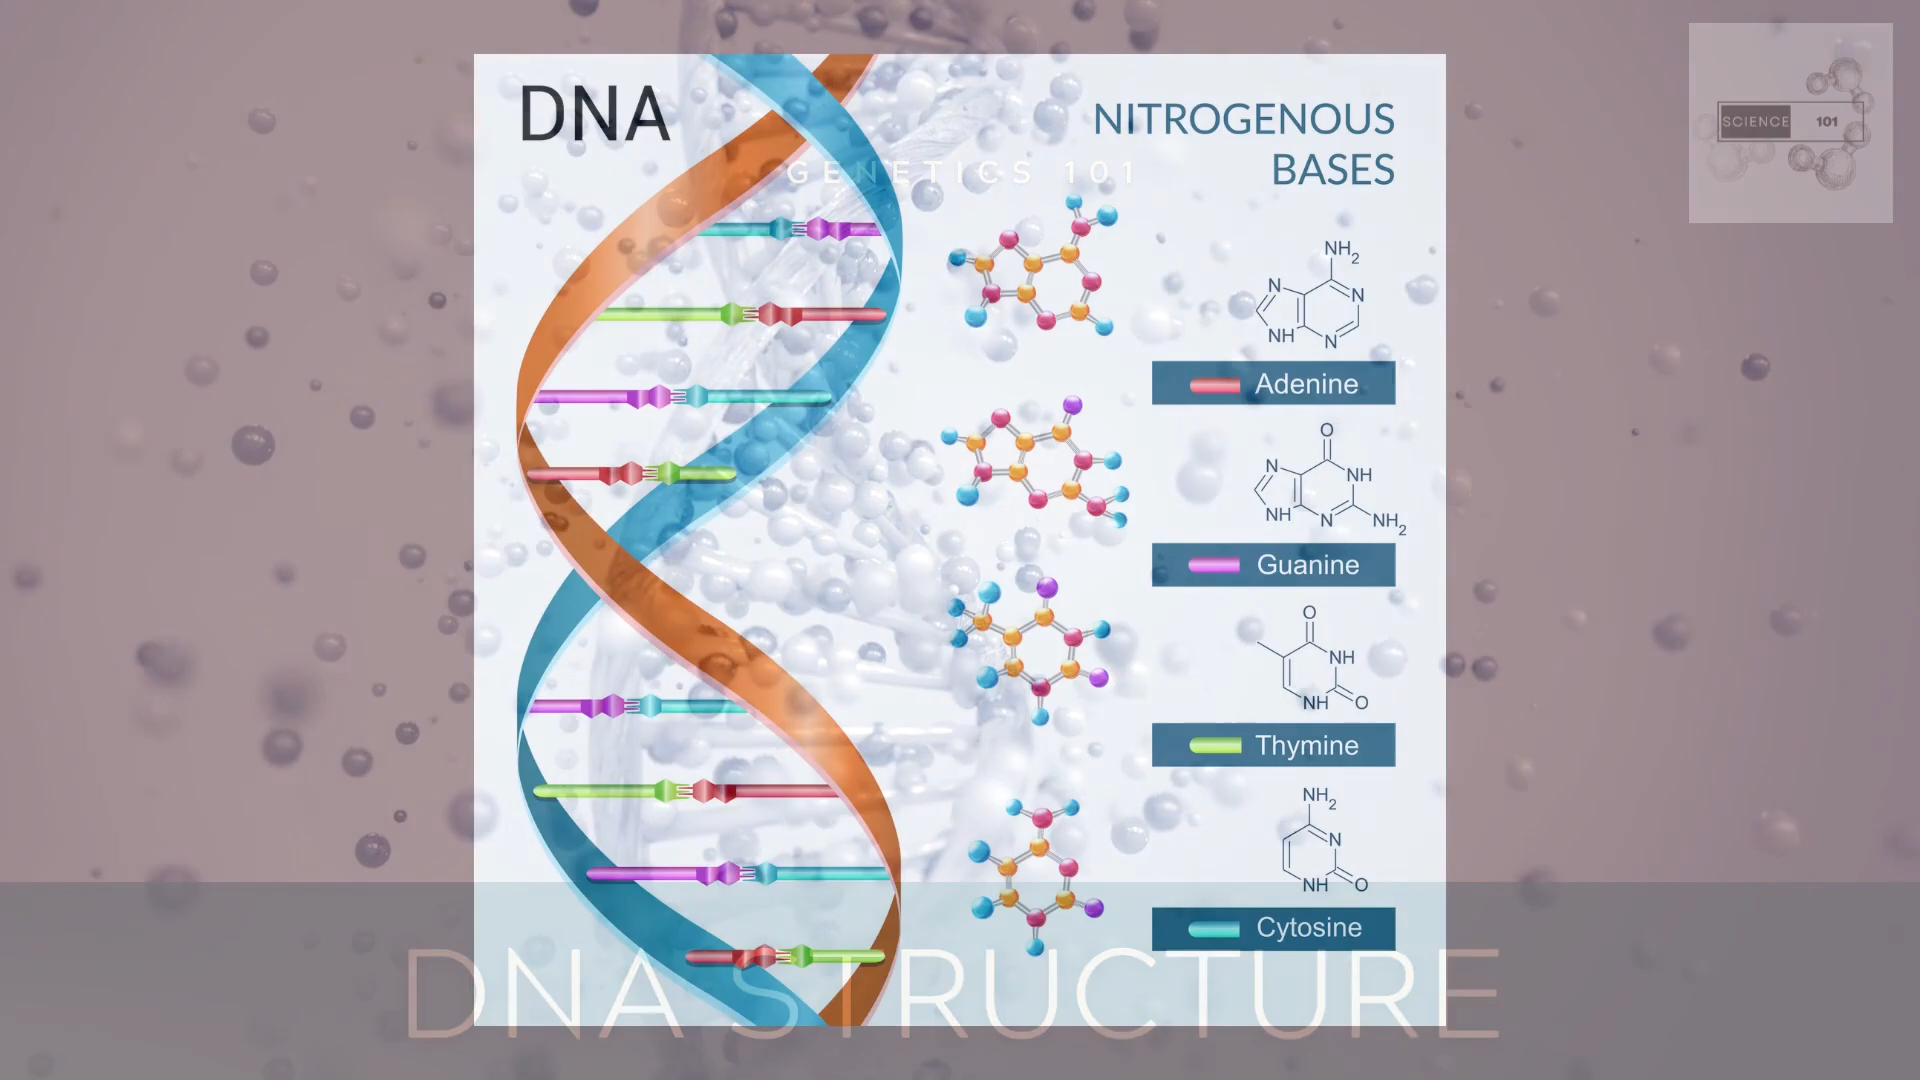 DNA
NITROGENOUS
BASES
GENETICS 101
SCIENCE 101
NH2
N
N
NH
N
Adenine
O
N
NH
NH
N
NH2
Guanine
O
NH
NH
O
Thymine
NH2
N
NH
O
Cytosine
DNA STRUCTURE